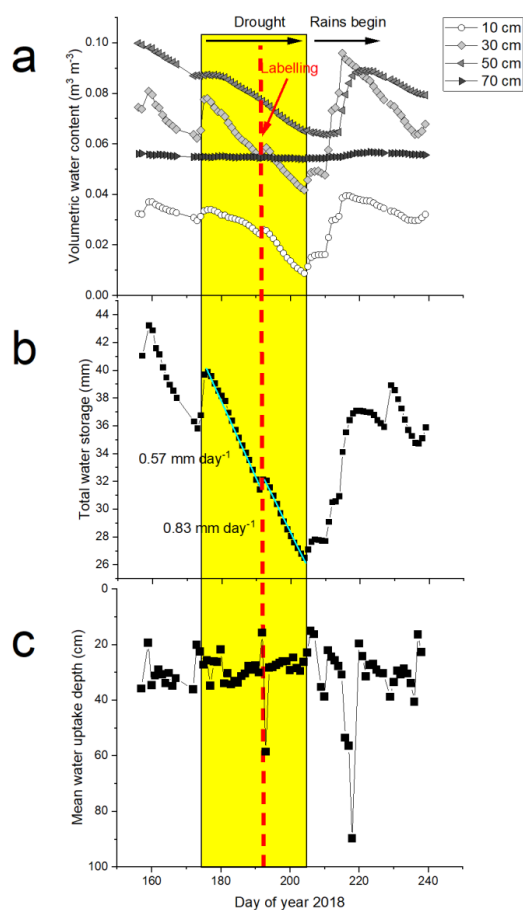 a
Drought
Rains begin
10 cm
30 cm
50 cm
70 cm
Labelling
Volumetric water content (m³ m⁻³)
0.10
0.08
0.06
0.04
0.02
0.00
b
Total water storage (mm)
44
42
40
38
36
34
32
30
28
26
0.57 mm day⁻¹
0.83 mm day⁻¹
c
Mean water uptake depth (cm)
0
20
40
60
80
100
160 180 200 220 240
Day of year 2018